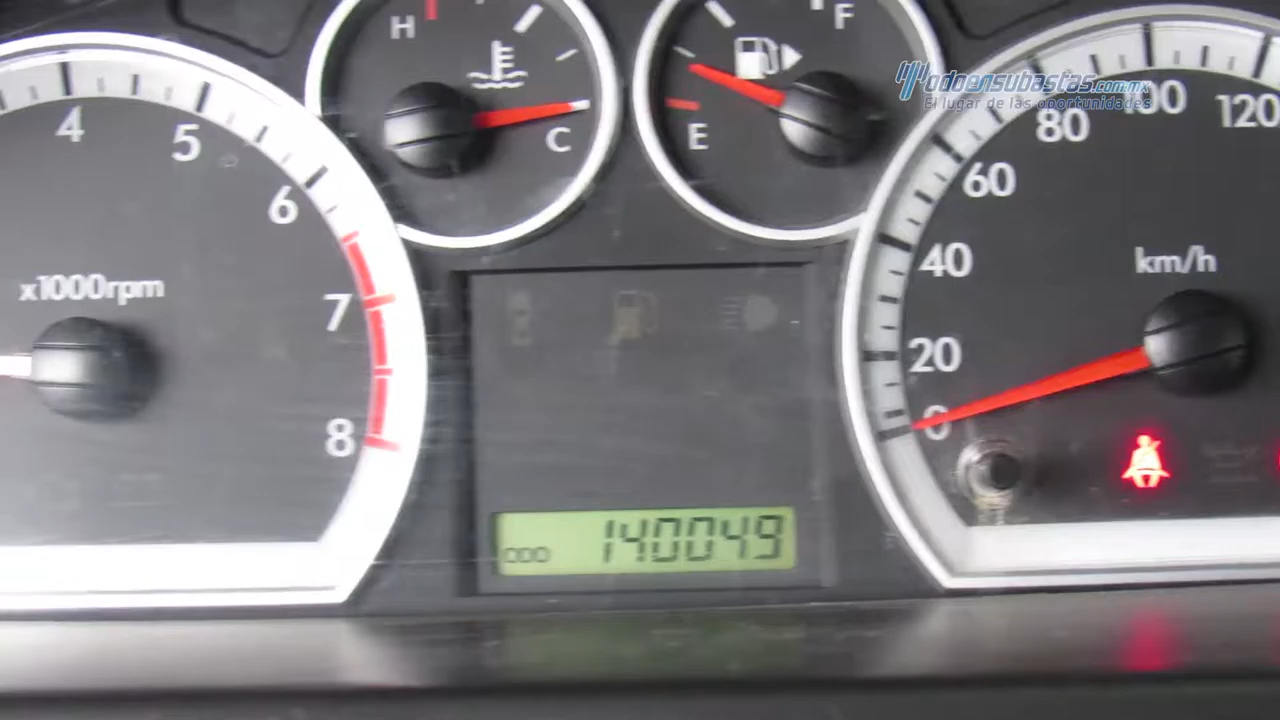 H
F
C
E
Todoensubastas.com.mx
El lugar de las oportunidades
4
5
6
7
8
x1000rpm
0
20
40
60
80
100
120
km/h
ODO 140049